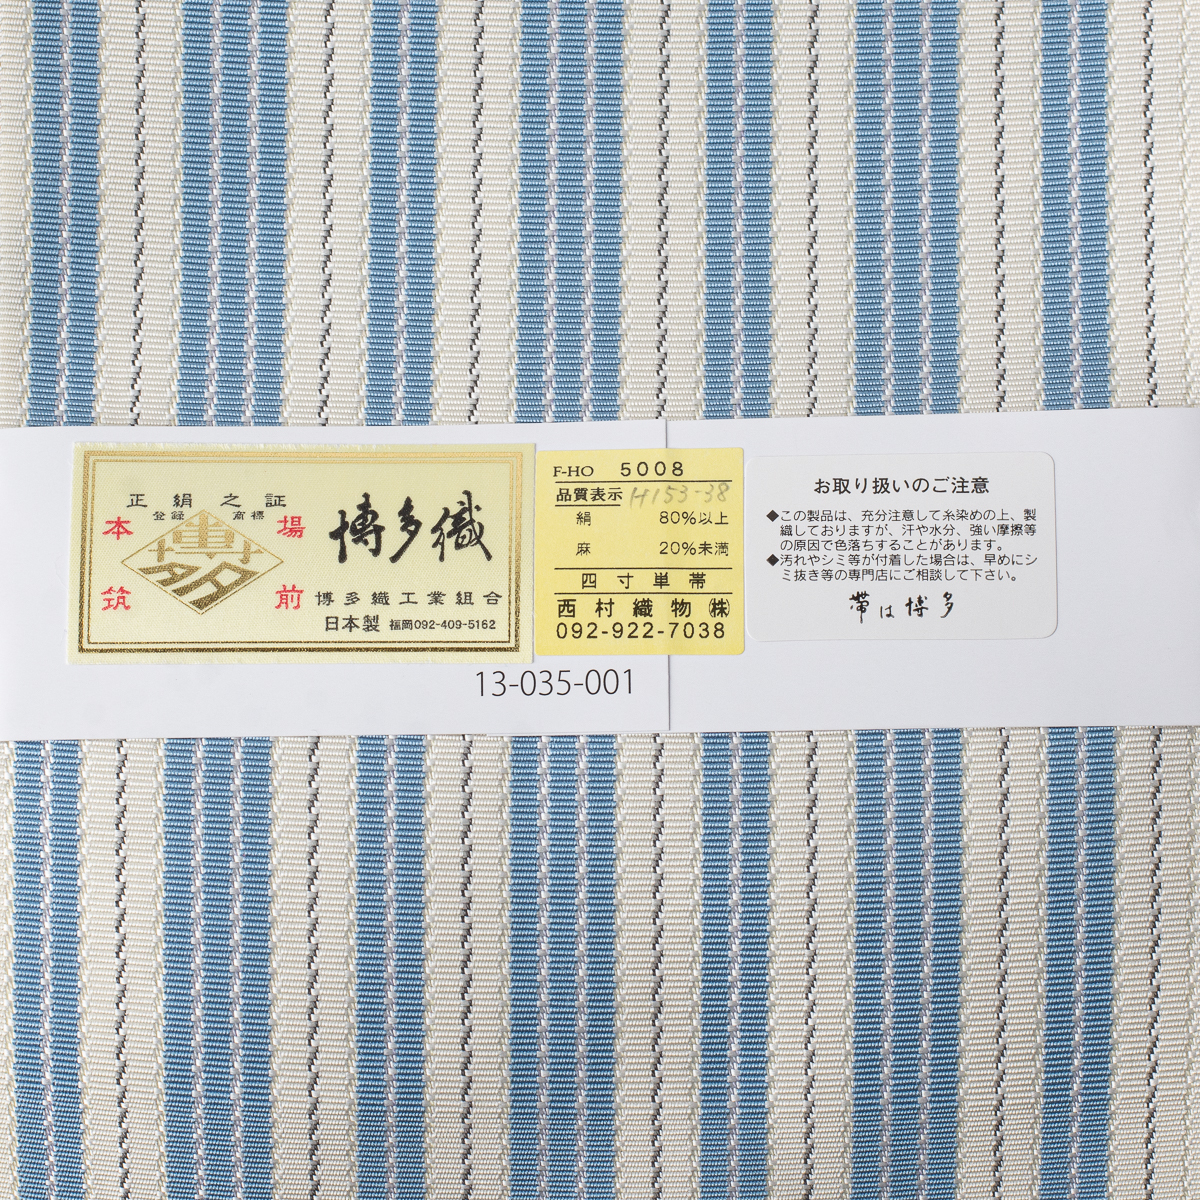 正絹之証
登録 商標
本 場
筑 前
博多
博多織
博多織工業組合
日本製 福岡092-409-5162
F-HO 5008
品質表示 H153-38
絹 80%以上
麻 20%未満
四寸単帯
西村織物㈱
092-922-7038
お取り扱いのご注意
◆この製品は、充分注意して糸染めの上、製
織しておりますが、汗や水分、強い摩擦等
の原因で色落ちすることがあります。
◆汚れやシミ等が付着した場合は、早めにシ
ミ抜き等の専門店にご相談して下さい。
帯は博多
13-035-001